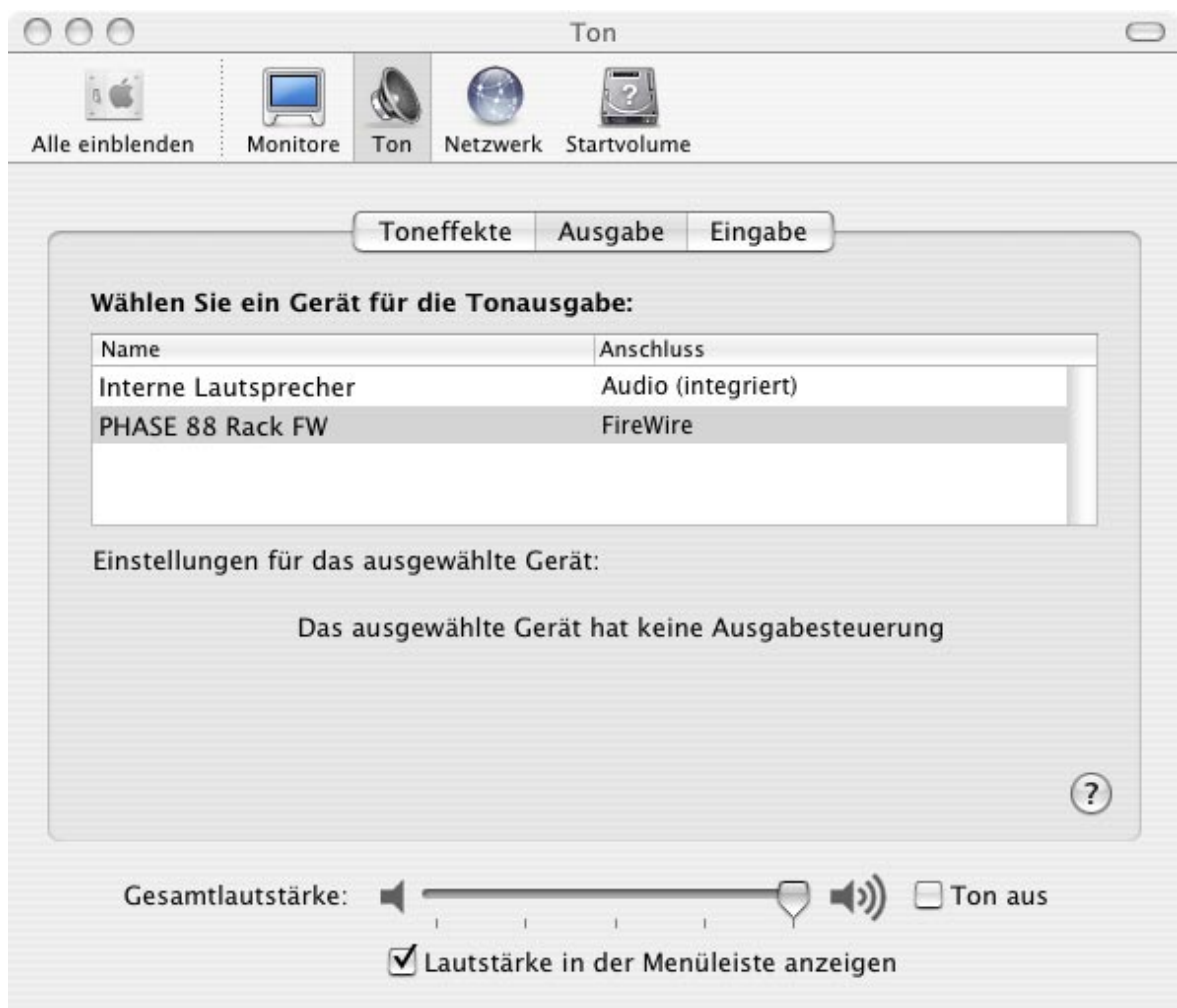 Ton
Alle einblenden Monitore Ton Netzwerk Startvolume
Toneffekte Ausgabe Eingabe
Wählen Sie ein Gerät für die Tonausgabe:
Name Anschluss
Interne Lautsprecher Audio (integriert)
PHASE 88 Rack FW FireWire
Einstellungen für das ausgewählte Gerät:
Das ausgewählte Gerät hat keine Ausgabesteuerung
?
Gesamtlautstärke: Ton aus
Lautstärke in der Menüleiste anzeigen